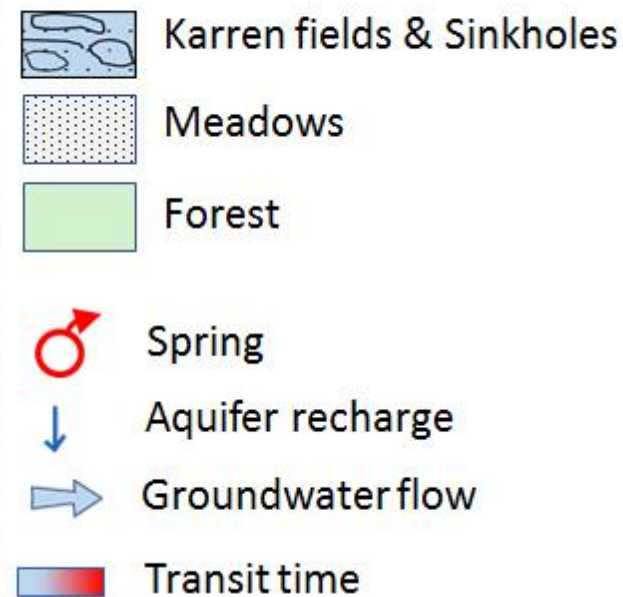 Karren fields & Sinkholes
Meadows
Forest
Spring
Aquifer recharge
Groundwater flow
Transit time